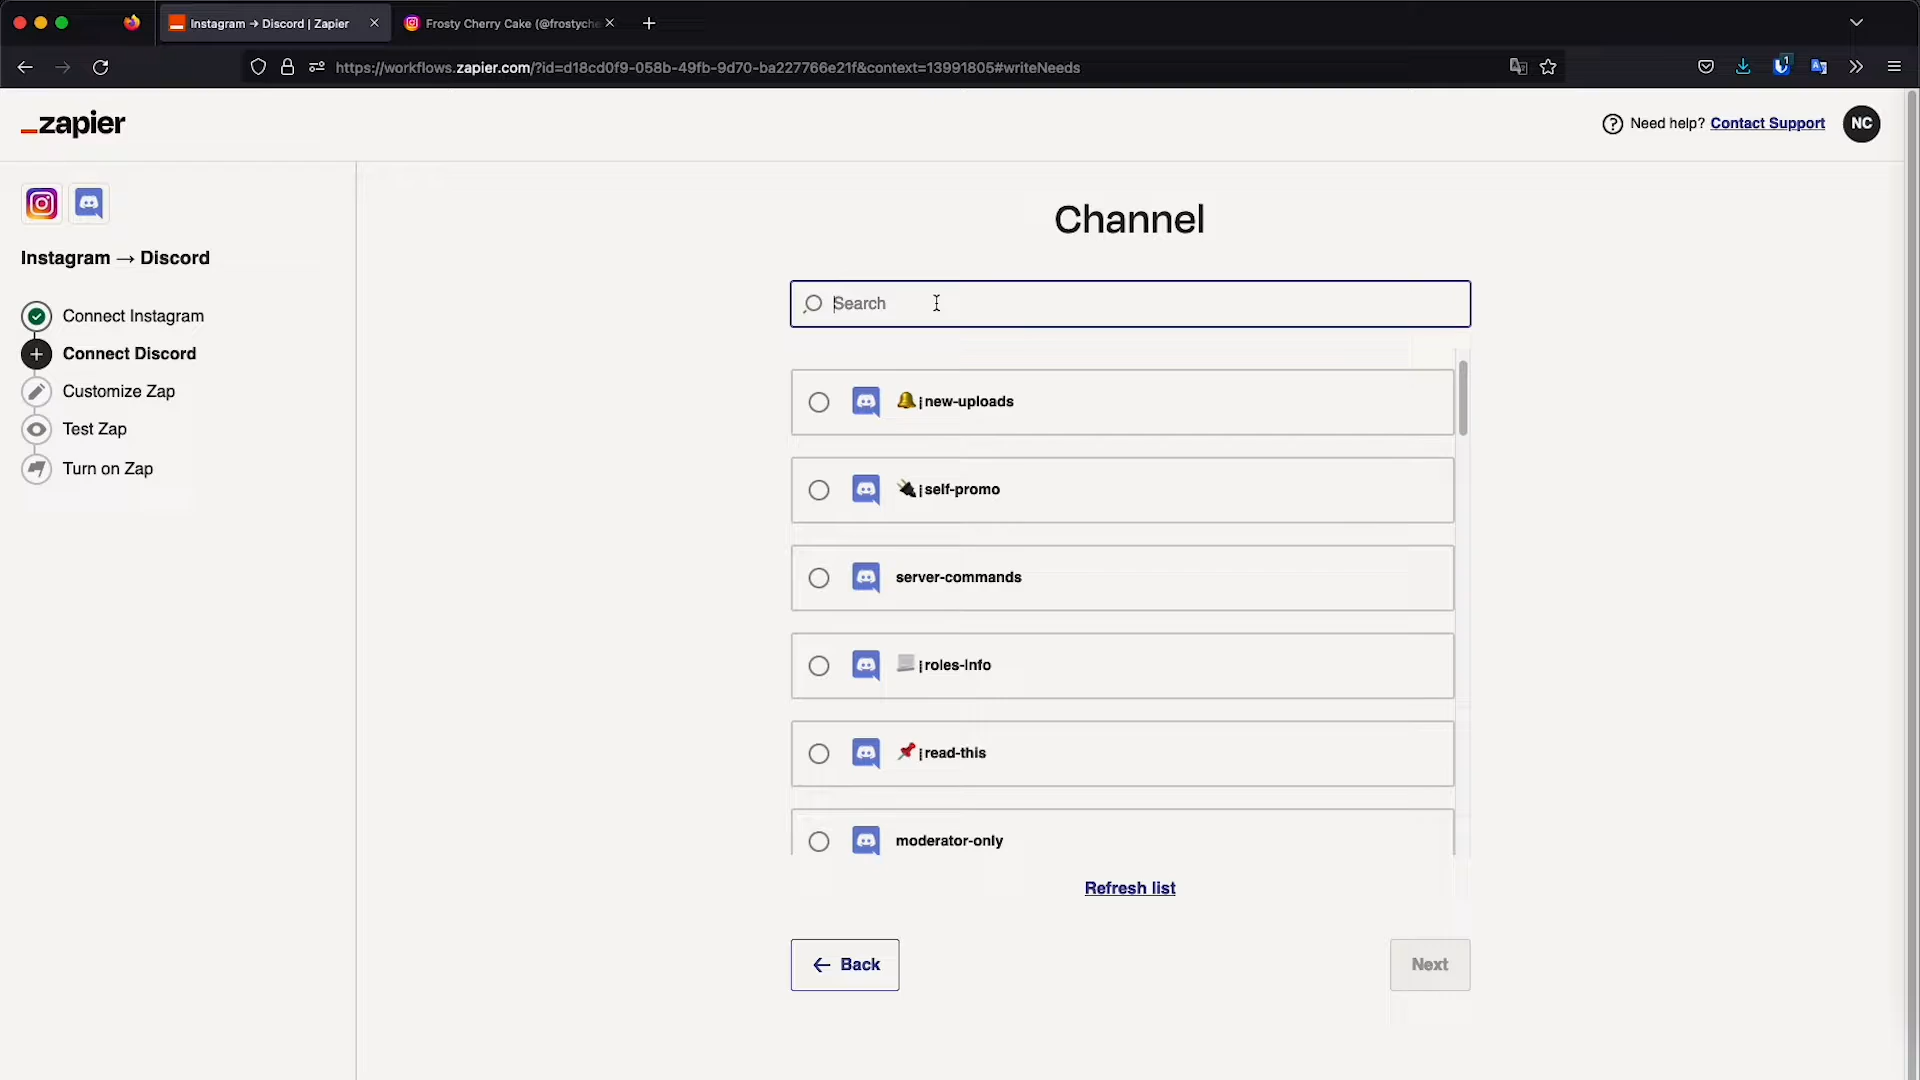 Instagram → Discord | Zapier
Frosty Cherry Cake (@frostyche
https://workflows.zapier.com/?id=d18cd0f9-058b-49fb-9d70-ba227766e21f&context=13991805#writeNeeds
1
_zapier
Need help? Contact Support
NC
Instagram → Discord
Connect Instagram
Connect Discord
Customize Zap
Test Zap
Turn on Zap
Channel
Search
🔔¡new-uploads
🔌¡self-promo
server-commands
📃¡roles-info
📌¡read-this
moderator-only
Refresh list
← Back
Next